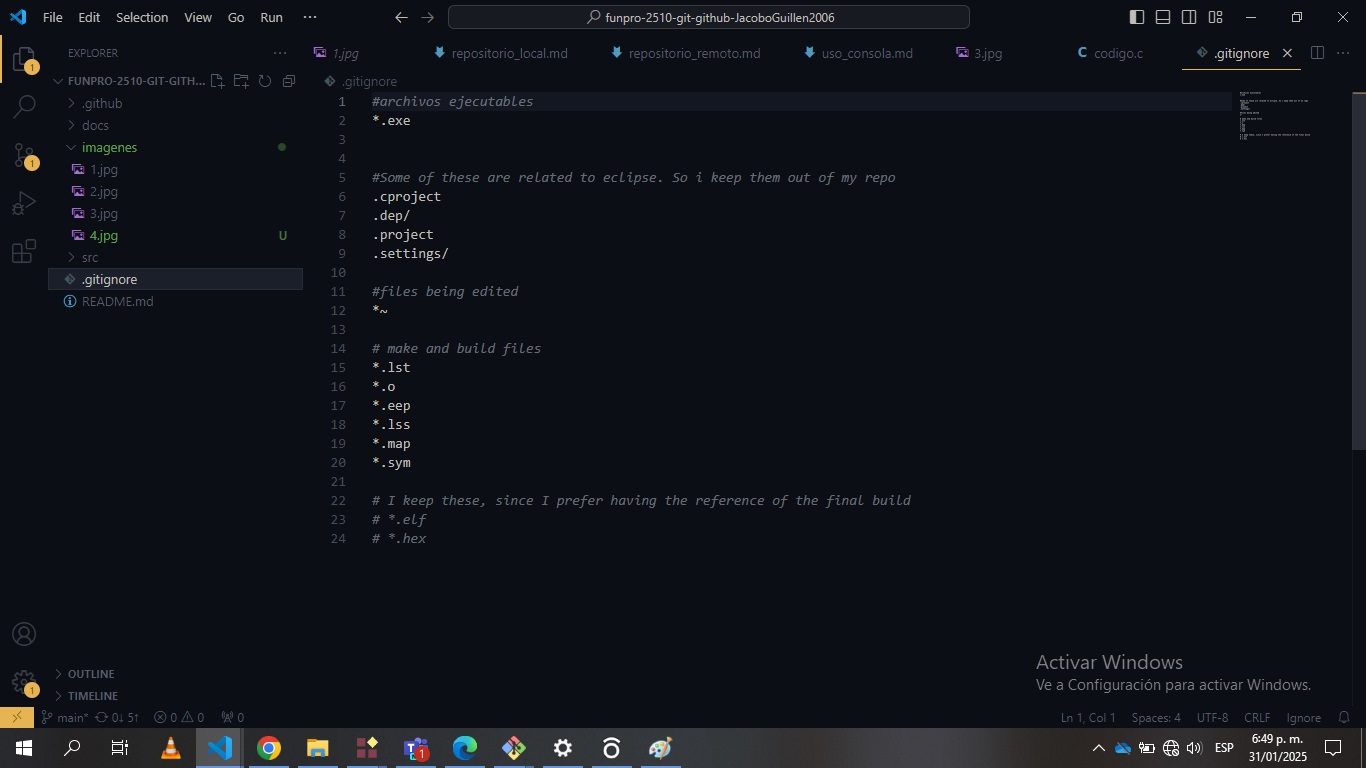 File Edit Selection View Go Run ···
funpro-2510-git-github-JacoboGuillen2006
EXPLORER
1.jpg repositorio_local.md repositorio_remoto.md uso_consola.md 3.jpg C codigo.c .gitignore
FUNPRO-2510-GIT-GITH...
.gitignore
.github
docs
imagenes
1.jpg
2.jpg
3.jpg
4.jpg U
src
.gitignore
README.md
1 #archivos ejecutables
2 *.exe
3
4
5 #Some of these are related to eclipse. So i keep them out of my repo
6 .cproject
7 .dep/
8 .project
9 .settings/
10
11 #files being edited
12 *~
13
14 # make and build files
15 *.lst
16 *.o
17 *.eep
18 *.lss
19 *.map
20 *.sym
21
22 # I keep these, since I prefer having the reference of the final build
23 # *.elf
24 # *.hex
1
1
1
OUTLINE
TIMELINE
Activar Windows
Ve a Configuración para activar Windows.
main* 0↓ 5↑ 0 0 0 Ln 1, Col 1 Spaces: 4 UTF-8 CRLF Ignore
1 ESP 6:49 p. m.
31/01/2025